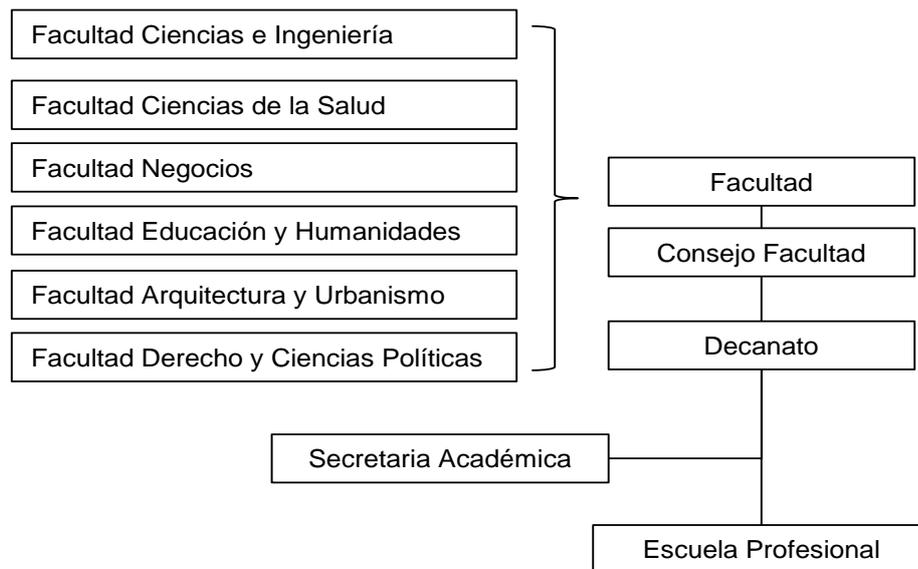 Facultad Ciencias e Ingeniería
Facultad Ciencias de la Salud
Facultad Negocios
Facultad Educación y Humanidades
Facultad Arquitectura y Urbanismo
Facultad Derecho y Ciencias Políticas
Facultad
Consejo Facultad
Decanato
Secretaria Académica
Escuela Profesional